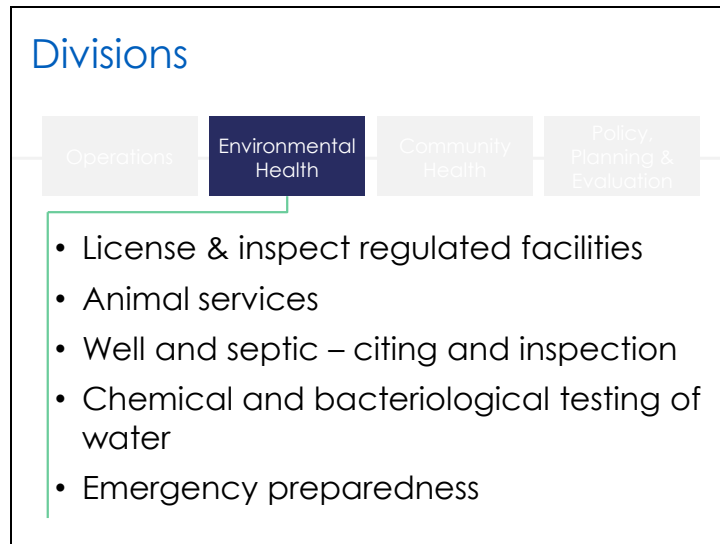 Divisions
Operations
Environmental
Health
Community
Health
Policy,
Planning &
Evaluation
• License & inspect regulated facilities
• Animal services
• Well and septic – citing and inspection
• Chemical and bacteriological testing of
water
• Emergency preparedness